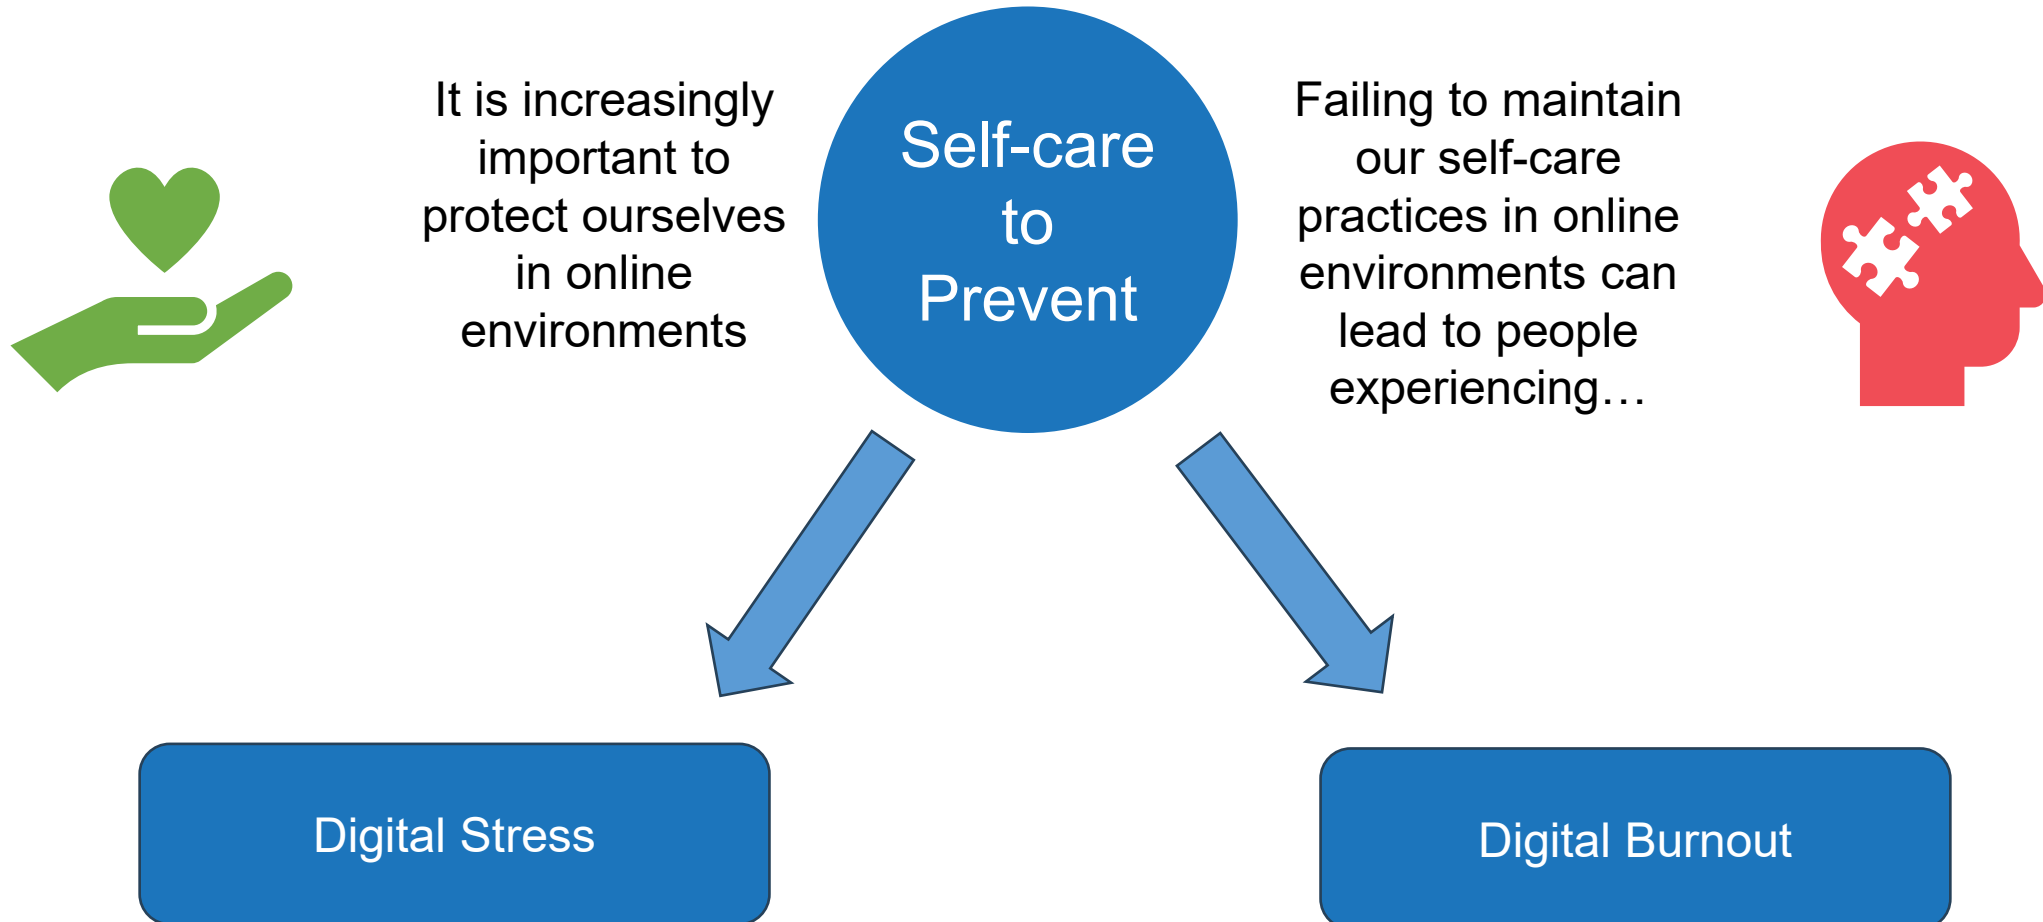 It is increasingly
important to
protect ourselves
in online
environments
Self-care
to
Prevent
Failing to maintain
our self-care
practices in online
environments can
lead to people
experiencing…
Digital Stress
Digital Burnout